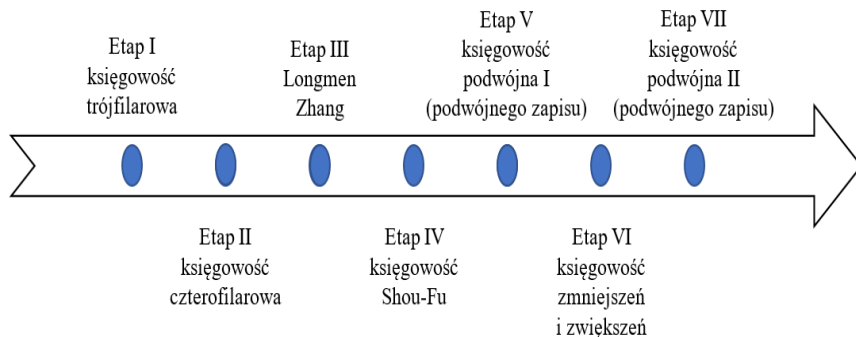 Etap I
księgowość
trójfilarowa
Etap II
księgowość
czterofilarowa
Etap III
Longmen
Zhang
Etap IV
księgowość
Shou-Fu
Etap V
księgowość
podwójna I
(podwójnego zapisu)
Etap VI
księgowość
zmniejszeń
i zwiększeń
Etap VII
księgowość
podwójna II
(podwójnego zapisu)